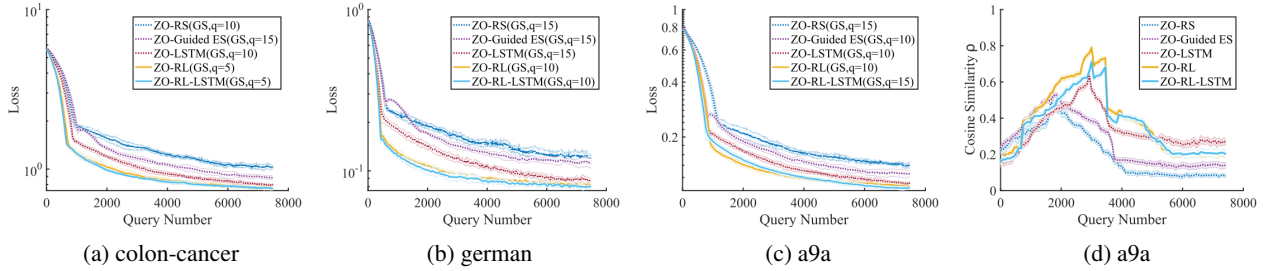 Loss
10¹
10⁰
0 2000 4000 6000 8000
Query Number
ZO-RS(GS,q=10)
ZO-Guided ES(GS,q=15)
ZO-LSTM(GS,q=10)
ZO-RL(GS,q=5)
ZO-RL-LSTM(GS,q=5)
(a) colon-cancer
Loss
10⁰
10⁻¹
0 2000 4000 6000 8000
Query Number
ZO-RS(GS,q=15)
ZO-Guided ES(GS,q=15)
ZO-LSTM(GS,q=10)
ZO-RL(GS,q=10)
ZO-RL-LSTM(GS,q=10)
(b) german
Loss
0.8
0.6
0.4
0.2
0 2000 4000 6000 8000
Query Number
ZO-RS(GS,q=15)
ZO-Guided ES(GS,q=10)
ZO-LSTM(GS,q=10)
ZO-RL(GS,q=10)
ZO-RL-LSTM(GS,q=15)
(c) a9a
Cosine Similarity ρ
1
0.8
0.6
0.4
0.2
0
0 2000 4000 6000 8000
Query Number
ZO-RS
ZO-Guided ES
ZO-LSTM
ZO-RL
ZO-RL-LSTM
(d) a9a